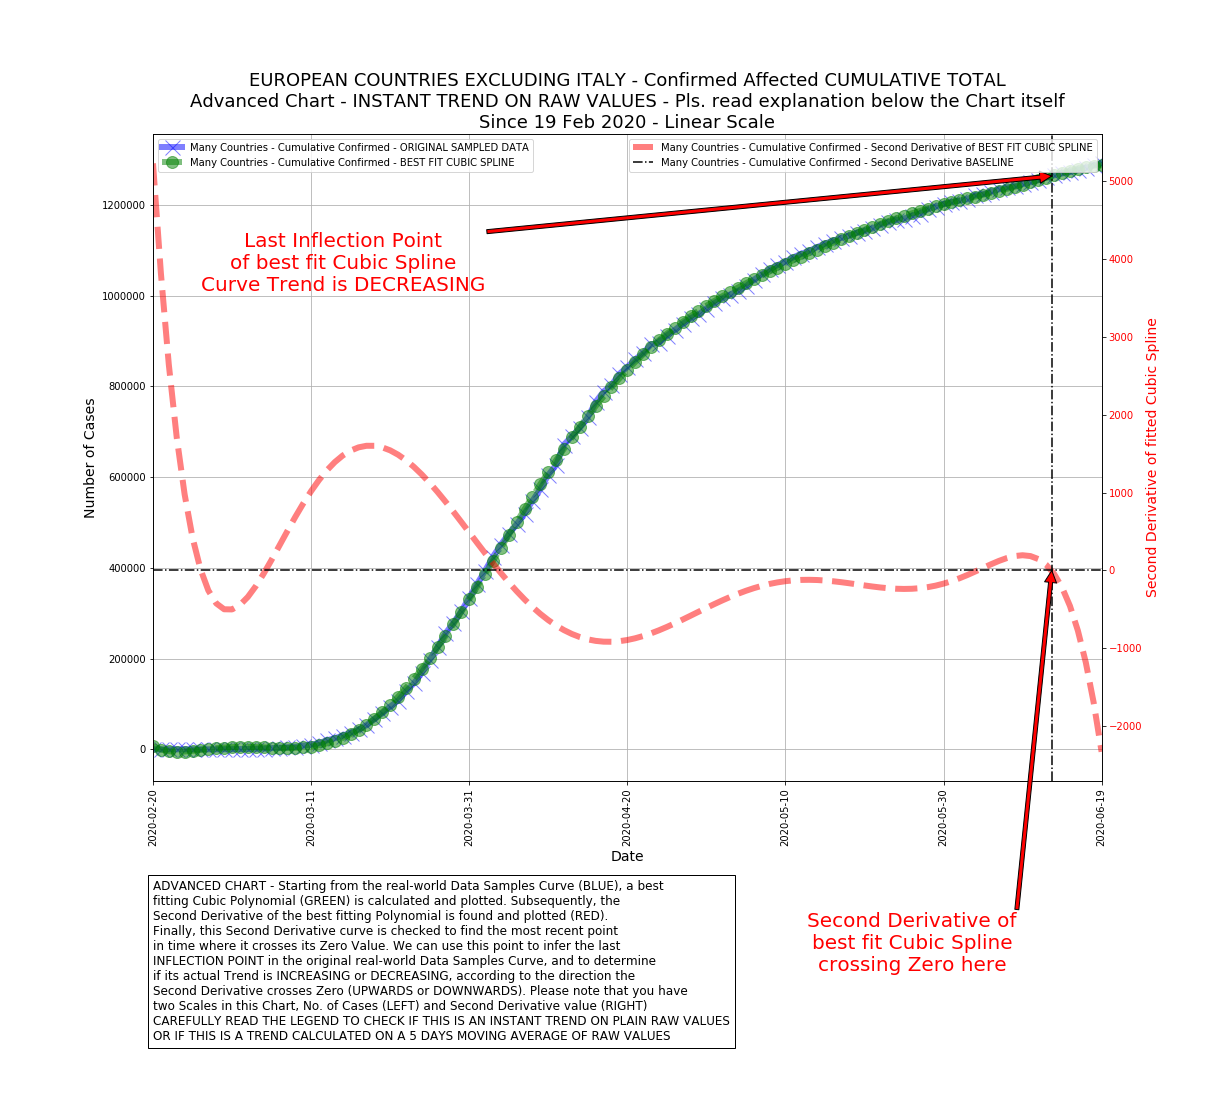 EUROPEAN COUNTRIES EXCLUDING ITALY - Confirmed Affected CUMULATIVE TOTAL
Advanced Chart - INSTANT TREND ON RAW VALUES - Pls. read explanation below the Chart itself
Since 19 Feb 2020 - Linear Scale
Many Countries - Cumulative Confirmed - ORIGINAL SAMPLED DATA
Many Countries - Cumulative Confirmed - BEST FIT CUBIC SPLINE
Many Countries - Cumulative Confirmed - Second Derivative of BEST FIT CUBIC SPLINE
Many Countries - Cumulative Confirmed - Second Derivative BASELINE
Last Inflection Point
of best fit Cubic Spline
Curve Trend is DECREASING
Number of Cases
1200000
1000000
800000
600000
400000
200000
0
5000
4000
3000
2000
1000
0
−1000
−2000
Second Derivative of fitted Cubic Spline
2020-02-20
2020-03-11
2020-03-31
2020-04-20
2020-05-10
2020-05-30
2020-06-19
Date
ADVANCED CHART - Starting from the real-world Data Samples Curve (BLUE), a best
fitting Cubic Polynomial (GREEN) is calculated and plotted. Subsequently, the
Second Derivative of the best fitting Polynomial is found and plotted (RED).
Finally, this Second Derivative curve is checked to find the most recent point
in time where it crosses its Zero Value. We can use this point to infer the last
INFLECTION POINT in the original real-world Data Samples Curve, and to determine
if its actual Trend is INCREASING or DECREASING, according to the direction the
Second Derivative crosses Zero (UPWARDS or DOWNWARDS). Please note that you have
two Scales in this Chart, No. of Cases (LEFT) and Second Derivative value (RIGHT)
CAREFULLY READ THE LEGEND TO CHECK IF THIS IS AN INSTANT TREND ON PLAIN RAW VALUES
OR IF THIS IS A TREND CALCULATED ON A 5 DAYS MOVING AVERAGE OF RAW VALUES
Second Derivative of
best fit Cubic Spline
crossing Zero here